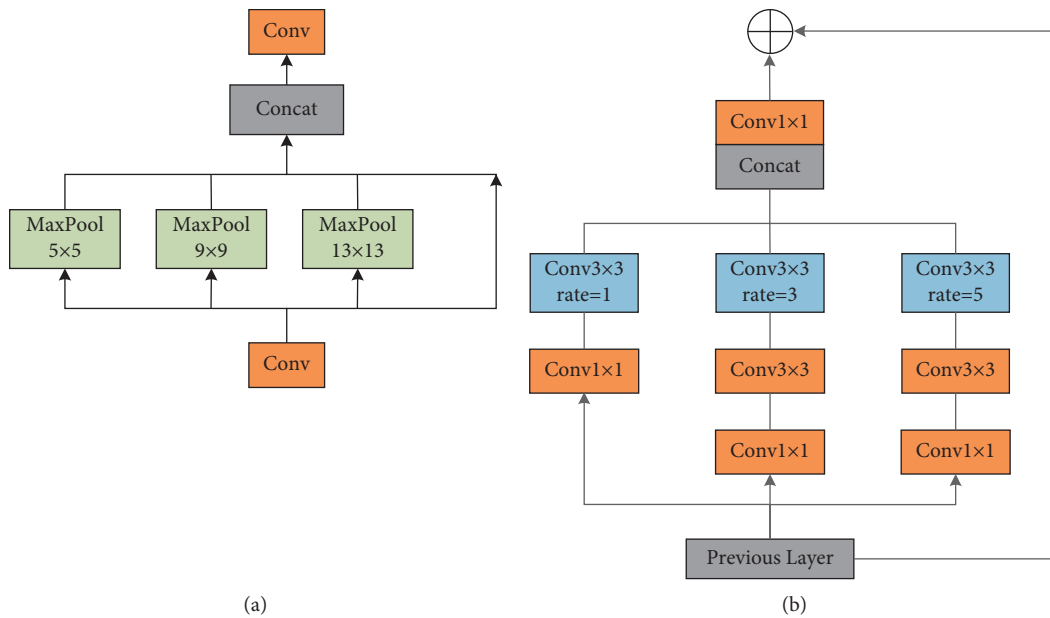 Conv
Concat
MaxPool
5×5
MaxPool
9×9
MaxPool
13×13
Conv
(a)
Conv1×1
Concat
Conv3×3
rate=1
Conv3×3
rate=3
Conv3×3
rate=5
Conv1×1
Conv3×3
Conv3×3
Conv1×1
Conv1×1
Previous Layer
(b)